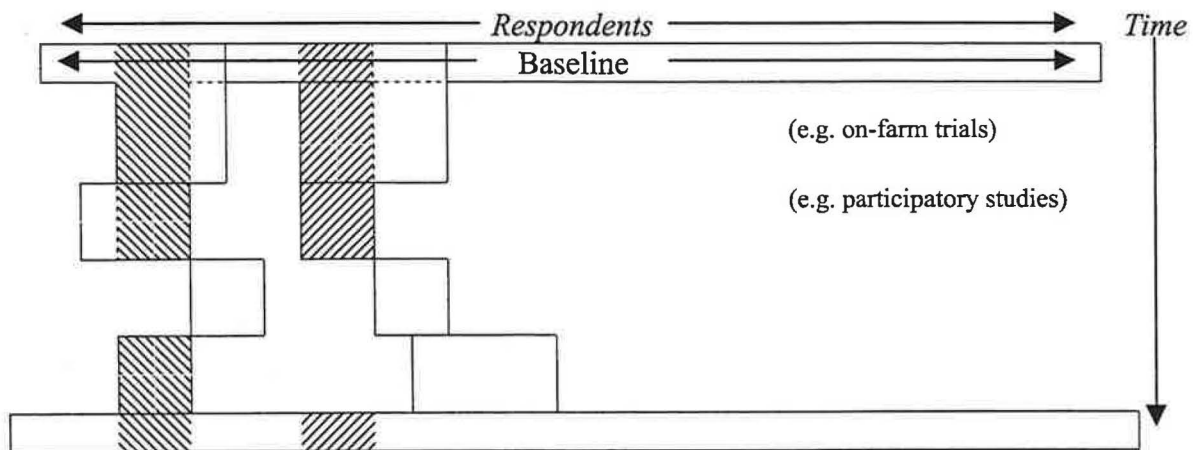 Respondents
Time
Baseline
(e.g. on-farm trials)
(e.g. participatory studies)